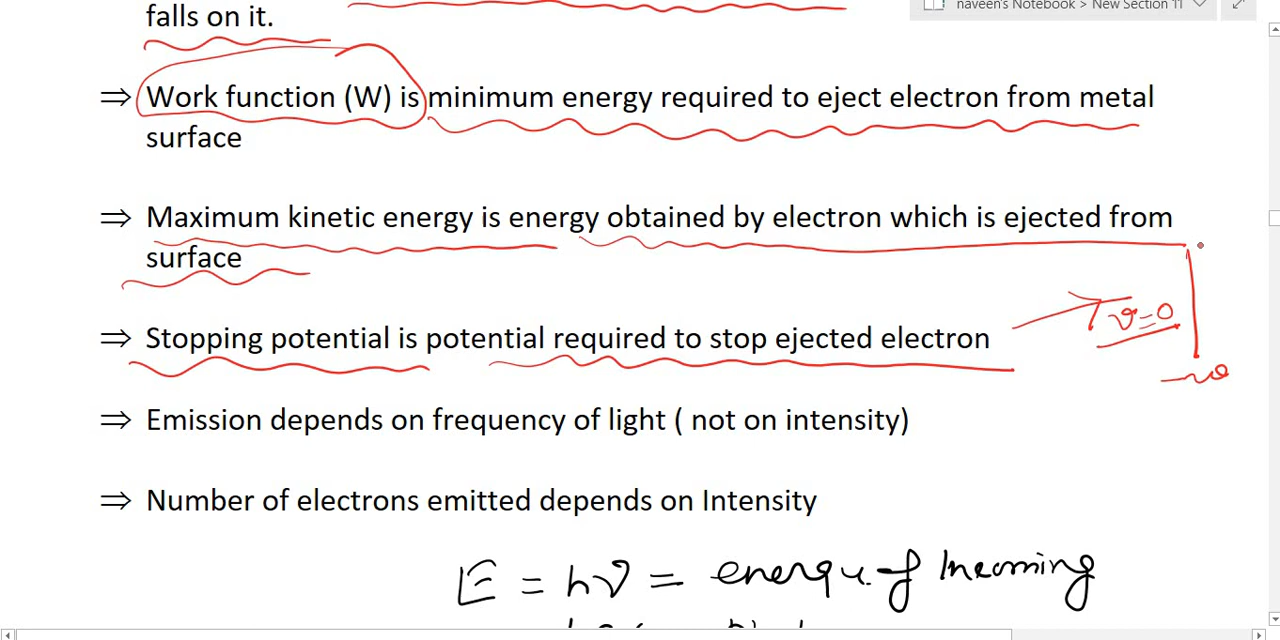 naveen's Notebook > New Section 11
falls on it.
⇒ Work function (W) is minimum energy required to eject electron from metal
surface
⇒ Maximum kinetic energy is energy obtained by electron which is ejected from
surface
⇒ Stopping potential is potential required to stop ejected electron
v=0
-ve
⇒ Emission depends on frequency of light ( not on intensity)
⇒ Number of electrons emitted depends on Intensity
E = hν = energy of Incoming